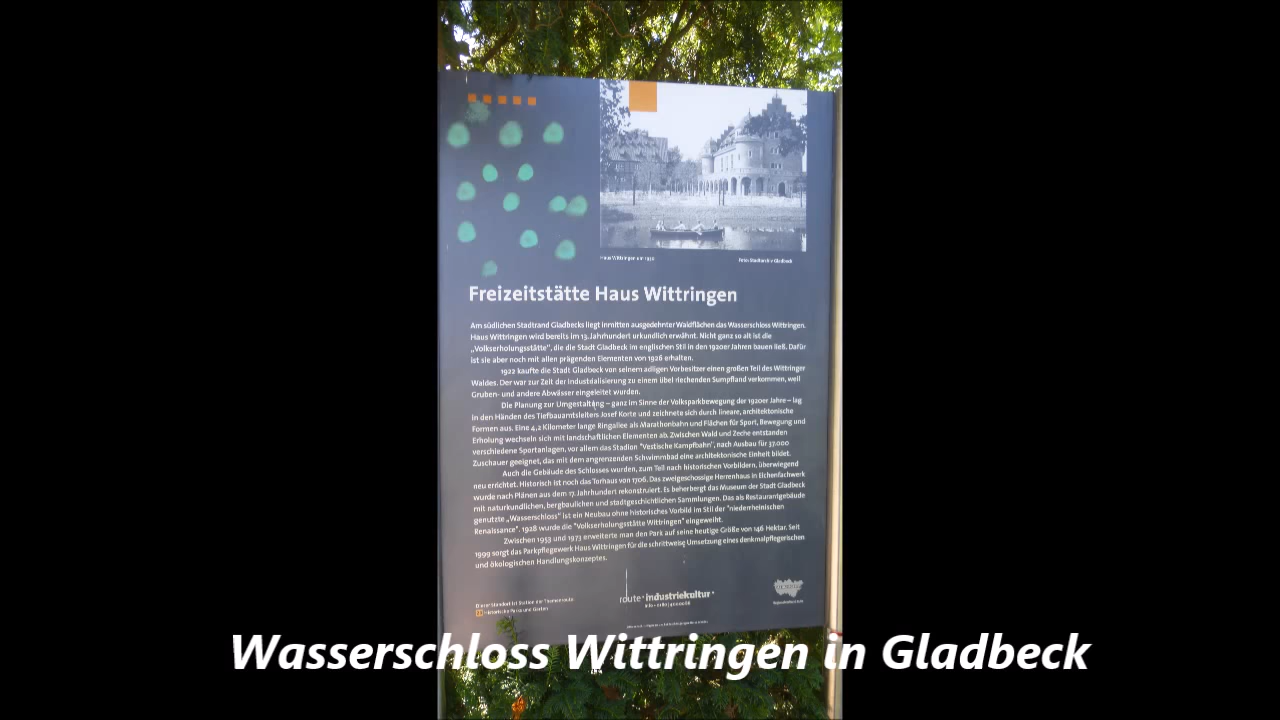 Haus Wittringen um 1930
Foto: Stadtarchiv Gladbeck
Freizeitstätte Haus Wittringen
Am südlichen Stadtrand Gladbecks liegt inmitten ausgedehnter Waldflächen das Wasserschloss Wittringen.
Haus Wittringen wird bereits im 13. Jahrhundert urkundlich erwähnt. Nicht ganz so alt ist die
„Volkserholungsstätte", die die Stadt Gladbeck im englischen Stil in den 1920er Jahren bauen ließ. Dafür
ist sie aber noch mit allen prägenden Elementen von 1926 erhalten.
1922 kaufte die Stadt Gladbeck von seinem adligen Vorbesitzer einen großen Teil des Wittringer
Waldes. Der war zur Zeit der Industrialisierung zu einem übel riechenden Sumpfland verkommen, weil
Gruben- und andere Abwässer eingeleitet wurden.
Die Planung zur Umgestaltung – ganz im Sinne der Volksparkbewegung der 1920er Jahre – lag
in den Händen des Tiefbauamtsleiters Josef Korte und zeichnete sich durch lineare, architektonische
Formen aus. Eine 4,2 Kilometer lange Ringallee als Marathonbahn und Flächen für Sport, Bewegung und
Erholung wechseln sich mit landschaftlichen Elementen ab. Zwischen Wald und Zeche entstanden
verschiedene Sportanlagen, vor allem das Stadion "Vestische Kampfbahn", nach Ausbau für 37.000
Zuschauer geeignet, das mit dem angrenzenden Schwimmbad eine architektonische Einheit bildet.
Auch die Gebäude des Schlosses wurden, zum Teil nach historischen Vorbildern, überwiegend
neu errichtet. Historisch ist noch das Torhaus von 1706. Das zweigeschossige Herrenhaus in Eichenfachwerk
wurde nach Plänen aus dem 17. Jahrhundert rekonstruiert. Es beherbergt das Museum der Stadt Gladbeck
mit naturkundlichen, bergbaulichen und stadtgeschichtlichen Sammlungen. Das als Restaurantgebäude
genutzte „Wasserschloss" ist ein Neubau ohne historisches Vorbild im Stil der "niederrheinischen
Renaissance". 1928 wurde die "Volkserholungsstätte Wittringen" eingeweiht.
Zwischen 1953 und 1973 erweiterte man den Park auf seine heutige Größe von 146 Hektar. Seit
1999 sorgt das Parkpflegewerk Haus Wittringen für die schrittweise Umsetzung eines denkmalpflegerischen
und ökologischen Handlungskonzeptes.
Dieser Standort ist Station der Themenroute:
Historische Parks und Gärten
route industriekultur
Wasserschloss Wittringen in Gladbeck